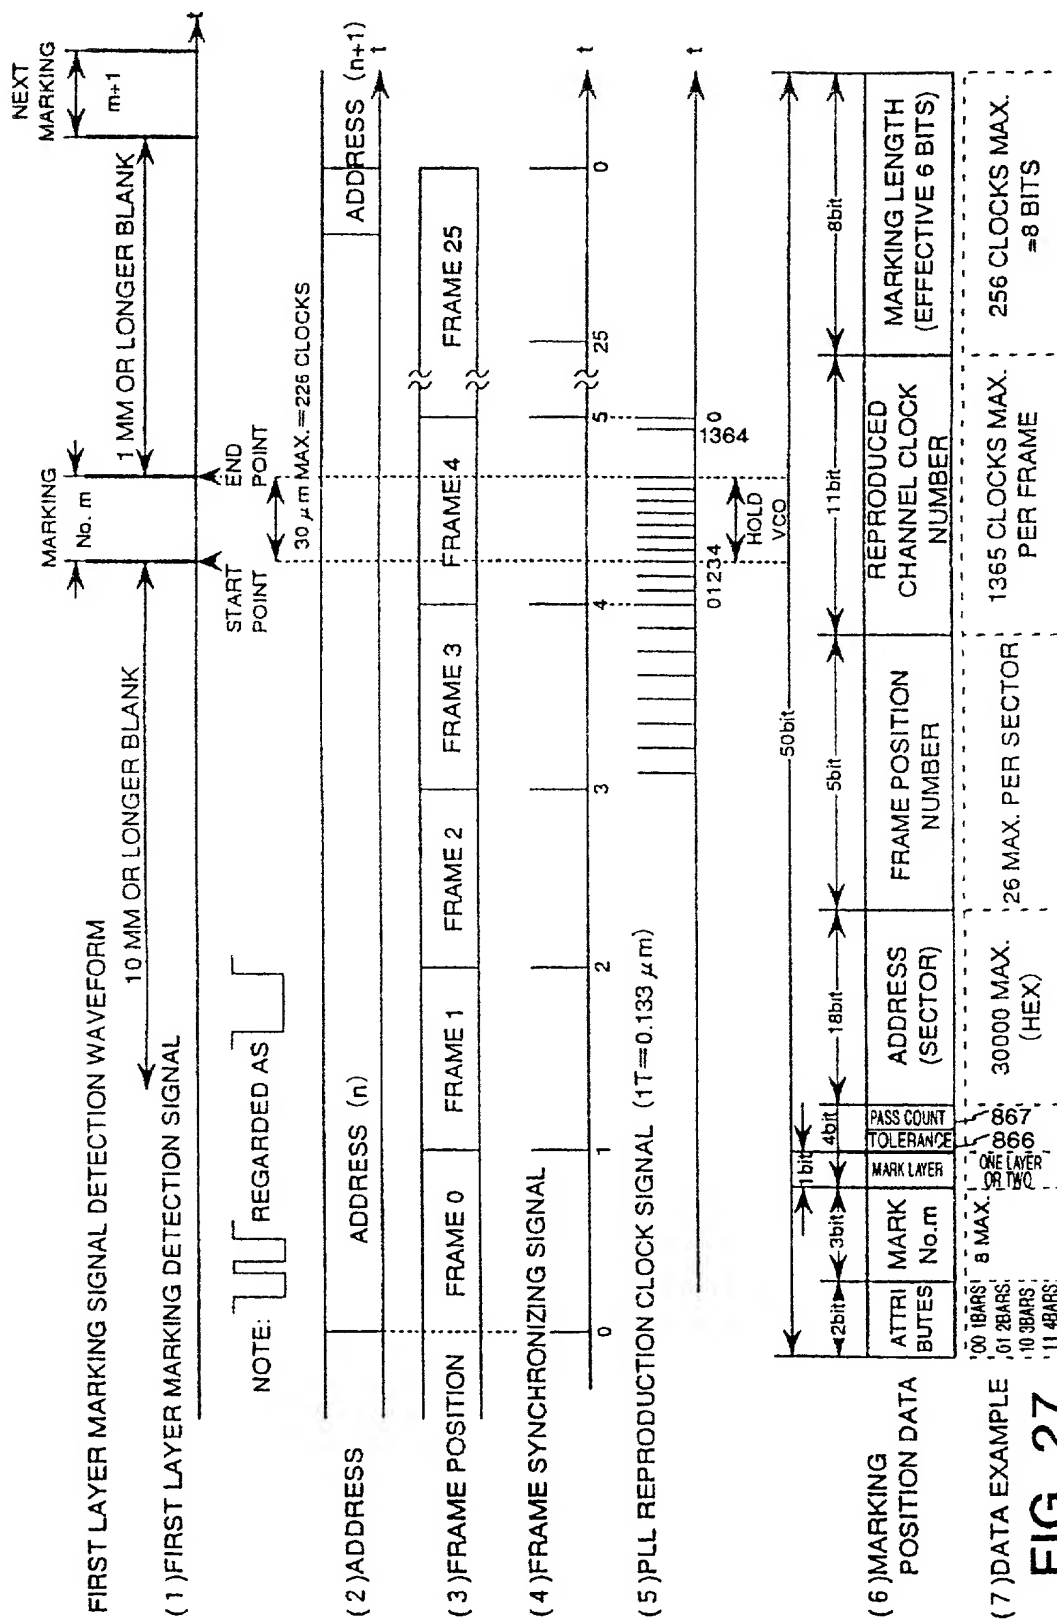 FIRST LAYER MARKING SIGNAL DETECTION WAVEFORM
MARKING
No. m
NEXT
MARKING
m+1
10 MM OR LONGER BLANK
1 MM OR LONGER BLANK
(1)FIRST LAYER MARKING DETECTION SIGNAL
t
START
POINT
END
POINT
NOTE:
REGARDED AS
30 μm MAX.=226 CLOCKS
(2)ADDRESS
ADDRESS (n)
ADDRESS (n+1)
t
(3)FRAME POSITION
FRAME 0
FRAME 1
FRAME 2
FRAME 3
FRAME 4
FRAME 25
(4)FRAME SYNCHRONIZING SIGNAL
0
1
2
3
4
5
25
0
t
(5)PLL REPRODUCTION CLOCK SIGNAL (1T=0.133 μm)
01234
1364
0
t
HOLD
VCO
50bit
2bit
3bit
1bit
4bit
18bit
5bit
11bit
8bit
(6)MARKING
POSITION DATA
ATTRI
BUTES
MARK
No.m
MARK LAYER
PASS COUNT
TOLERANCE
ADDRESS
(SECTOR)
FRAME POSITION
NUMBER
REPRODUCED
CHANNEL CLOCK
NUMBER
MARKING LENGTH
(EFFECTIVE 6 BITS)
(7)DATA EXAMPLE
00 1BARS
01 2BARS
10 3BARS
11 4BARS
8 MAX.
ONE LAYER
OR TWO
867
866
30000 MAX.
(HEX)
26 MAX. PER SECTOR
1365 CLOCKS MAX.
PER FRAME
256 CLOCKS MAX.
=8 BITS
FIG. 27